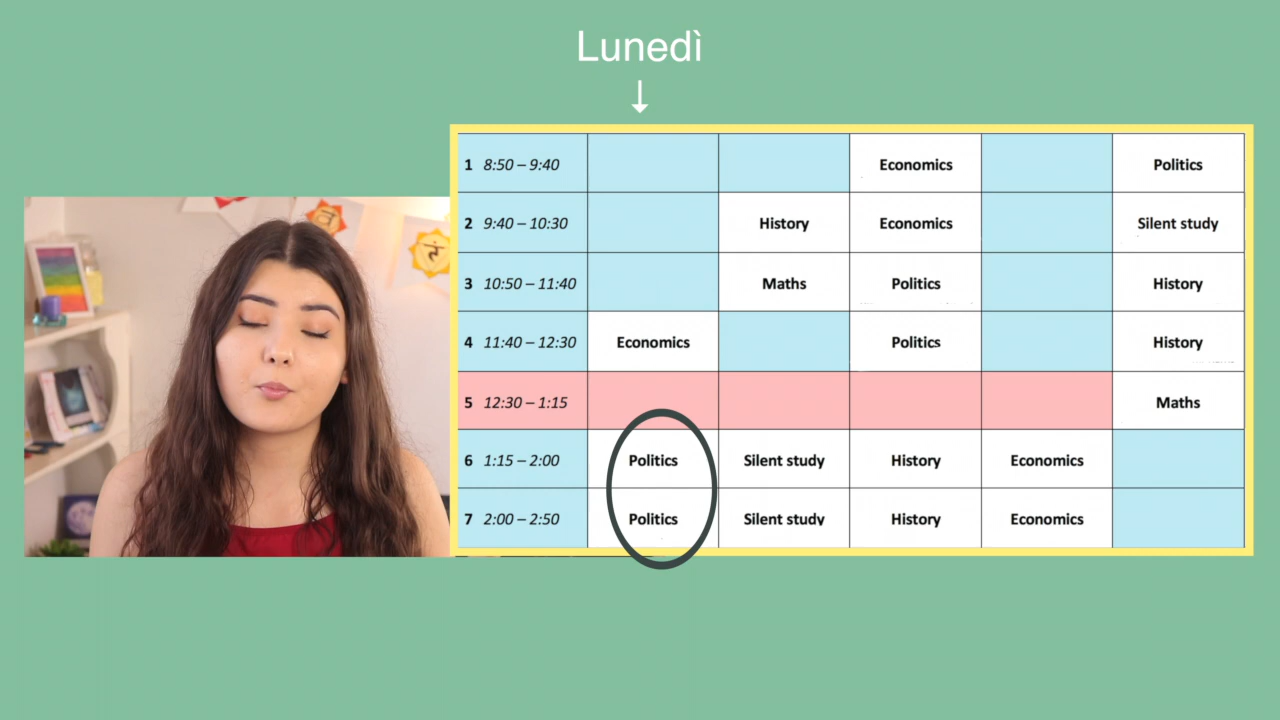 Lunedì
↓
1 8:50 – 9:40 Economics Politics
2 9:40 – 10:30 History Economics Silent study
3 10:50 – 11:40 Maths Politics History
4 11:40 – 12:30 Economics Politics History
5 12:30 – 1:15 Maths
6 1:15 – 2:00 Politics Silent study History Economics
7 2:00 – 2:50 Politics Silent study History Economics